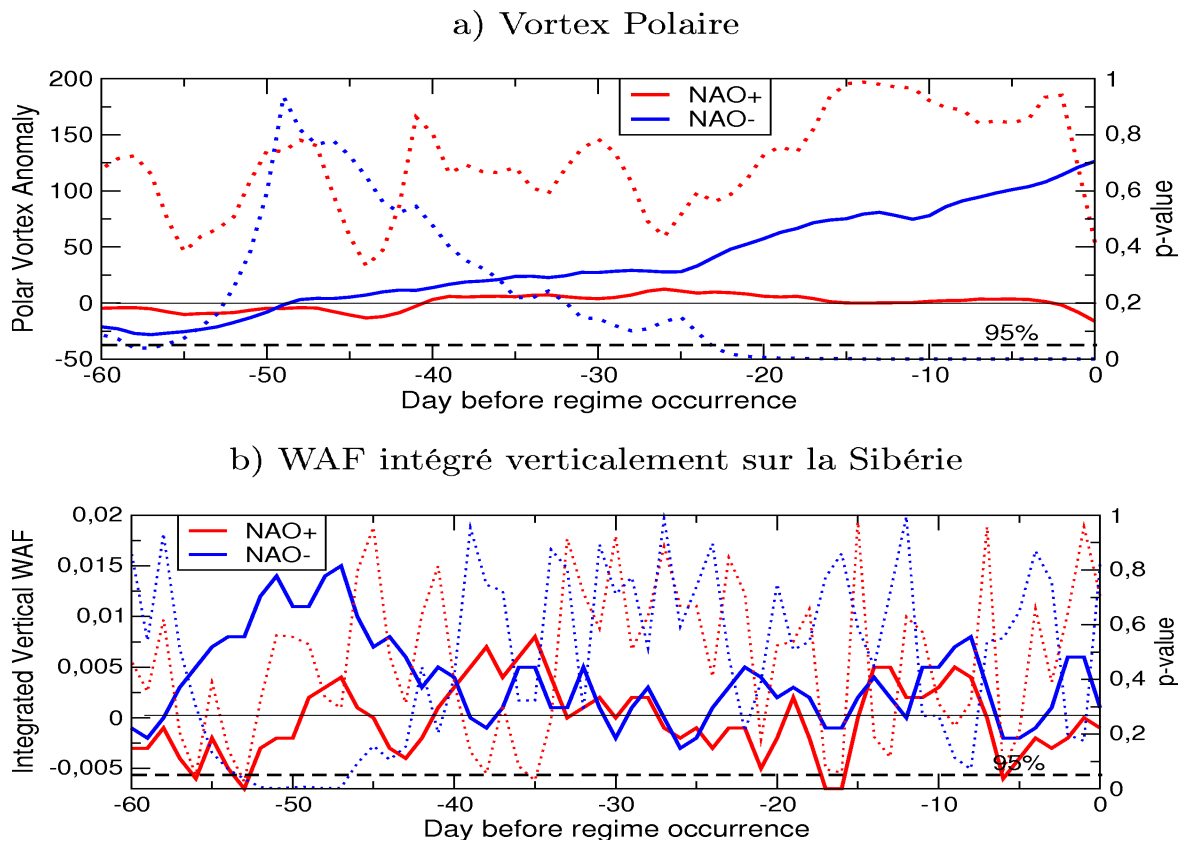 a) Vortex Polaire
200
150
100
50
0
-50
Polar Vortex Anomaly
NAO+
NAO-
1
0,8
0,6
0,4
0,2
0
p-value
95%
-60 -50 -40 -30 -20 -10 0
Day before regime occurrence
b) WAF intégré verticalement sur la Sibérie
0,02
0,015
0,01
0,005
0
-0,005
Integrated Vertical WAF
NAO+
NAO-
1
0,8
0,6
0,4
0,2
0
p-value
95%
-60 -50 -40 -30 -20 -10 0
Day before regime occurrence